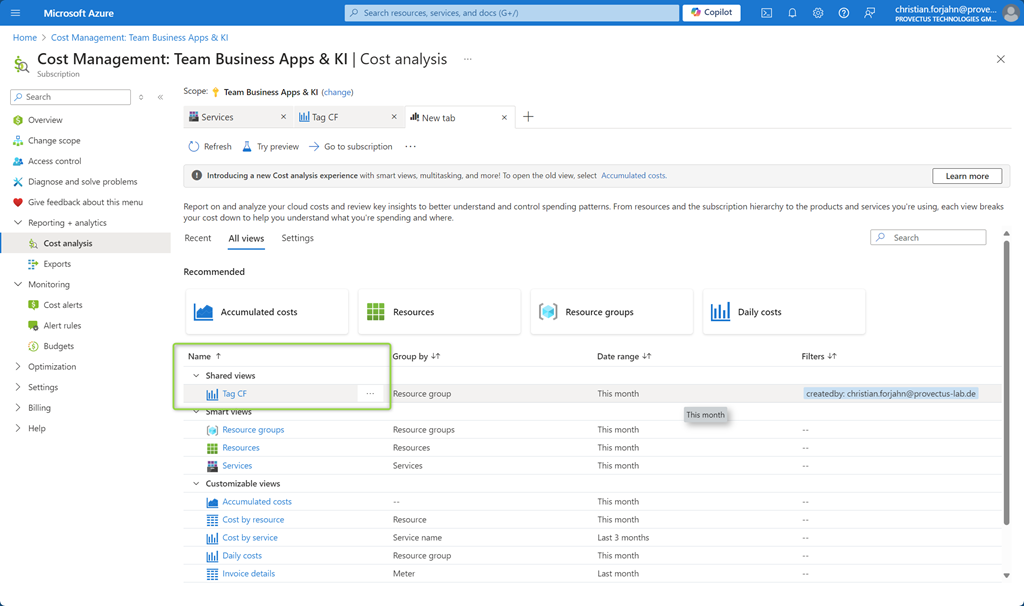 Microsoft Azure
Search resources, services, and docs (G+/)
Copilot
christian.forjahn@prove...
PROVECTUS TECHNOLOGIES GM...
Home > Cost Management: Team Business Apps & KI
Cost Management: Team Business Apps & KI | Cost analysis ...
Subscription
Search
Overview
Change scope
Access control
Diagnose and solve problems
Give feedback about this menu
Reporting + analytics
Cost analysis
Exports
Monitoring
Cost alerts
Alert rules
Budgets
Optimization
Settings
Billing
Help
Scope: Team Business Apps & KI (change)
Services
Tag CF
New tab
Refresh Try preview Go to subscription ...
Introducing a new Cost analysis experience with smart views, multitasking, and more! To open the old view, select Accumulated costs.
Learn more
Report on and analyze your cloud costs and review key insights to better understand and control spending patterns. From resources and the subscription hierarchy to the products and services you're using, each view breaks
your cost down to help you understand what you're spending and where.
Recent All views Settings
Search
Recommended
Accumulated costs
Resources
Resource groups
Daily costs
Name ↑ Group by ↑↓ Date range ↑↓ Filters ↑↓
Shared views
Tag CF ... Resource group This month createdby: christian.forjahn@provectus-lab.de
This month
Smart views
Resource groups Resource groups This month --
Resources Resources This month --
Services Services This month --
Customizable views
Accumulated costs -- This month --
Cost by resource Resource This month --
Cost by service Service name Last 3 months --
Daily costs Resource group This month --
Invoice details Meter Last month --